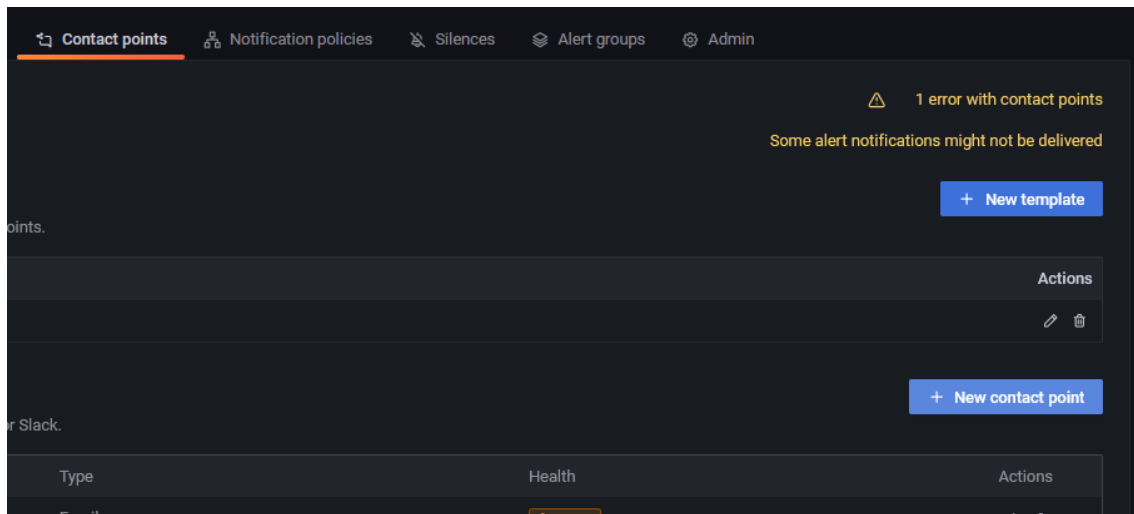 Contact points Notification policies Silences Alert groups Admin
1 error with contact points
Some alert notifications might not be delivered
+ New template
oints.
Actions
+ New contact point
or Slack.
Type Health Actions